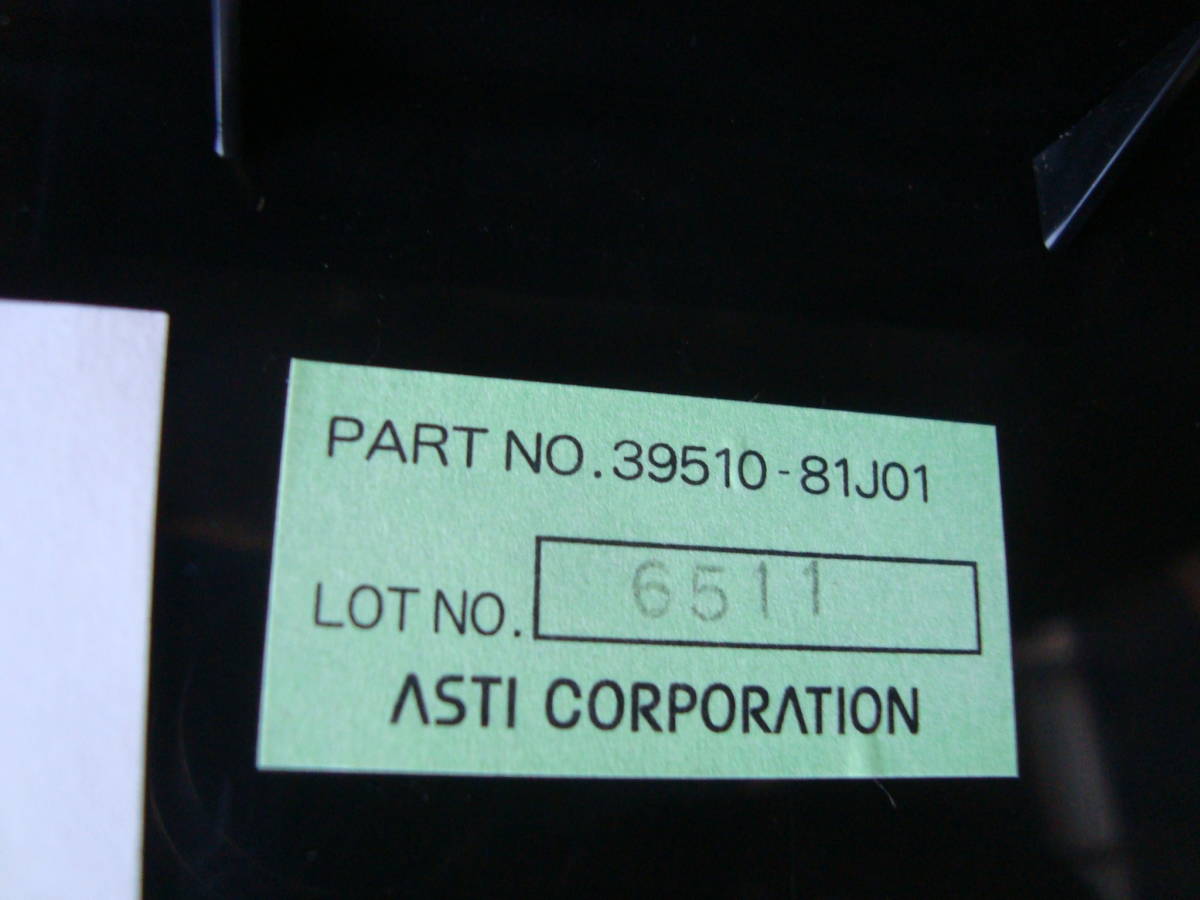 PART NO. 39510-81J01
LOT NO. 6511
ASTI CORPORATION